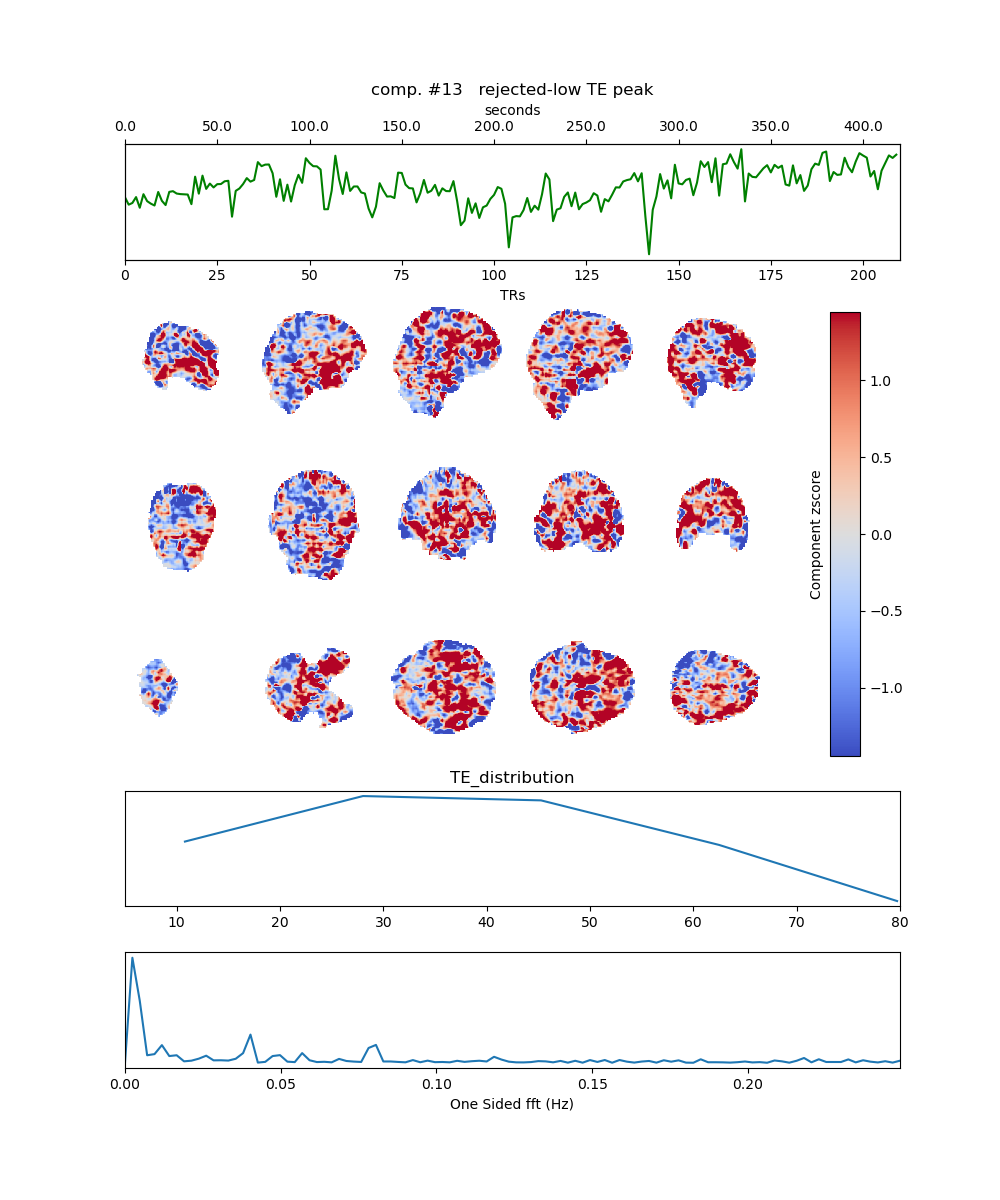 comp. #13   rejected-low TE peak
seconds
0.0 50.0 100.0 150.0 200.0 250.0 300.0 350.0 400.0
0 25 50 75 100 125 150 175 200
TRs
1.0
0.5
0.0
−0.5
−1.0
Component zscore
TE_distribution
10 20 30 40 50 60 70 80
0.00 0.05 0.10 0.15 0.20
One Sided fft (Hz)